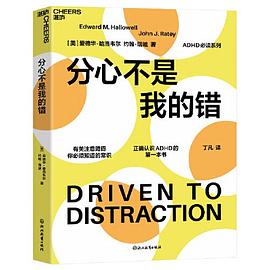 湛庐 CHEERS
Edward M. Hallowell
John J. Ratey
[美] 爱德华·哈洛韦尔 约翰·瑞迪 著
ADHD必读系列
分心不是
我的错
有关注意障碍
你必须知道的常识
正确认识ADHD的
第一本书
丁凡 译
DRIVEN TO
DISTRACTION